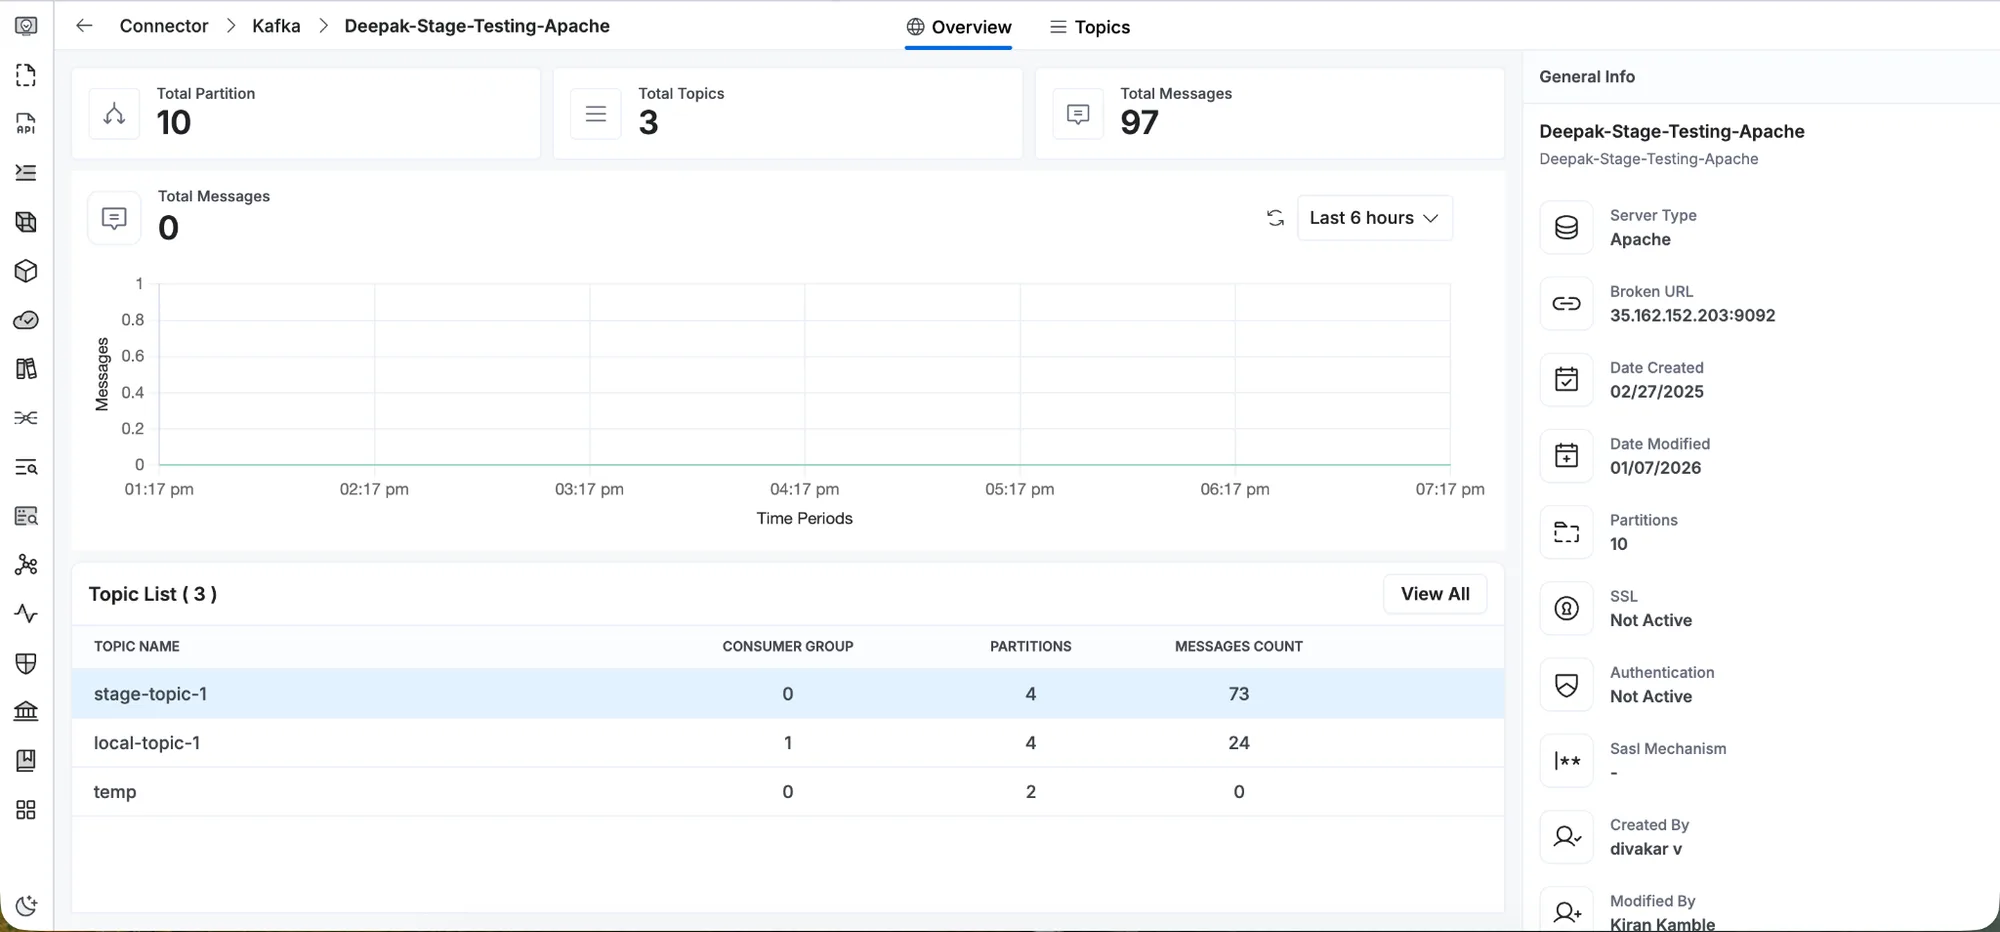 Connector > Kafka > Deepak-Stage-Testing-Apache
Overview
Topics
API
Total Partition
10
Total Topics
3
Total Messages
97
Total Messages
0
Last 6 hours
Messages
1
0.8
0.6
0.4
0.2
0
01:17 pm 02:17 pm 03:17 pm 04:17 pm 05:17 pm 06:17 pm 07:17 pm
Time Periods
Topic List ( 3 )
View All
TOPIC NAME CONSUMER GROUP PARTITIONS MESSAGES COUNT
stage-topic-1 0 4 73
local-topic-1 1 4 24
temp 0 2 0
General Info
Deepak-Stage-Testing-Apache
Deepak-Stage-Testing-Apache
Server Type
Apache
Broken URL
35.162.152.203:9092
Date Created
02/27/2025
Date Modified
01/07/2026
Partitions
10
SSL
Not Active
Authentication
Not Active
Sasl Mechanism
-
Created By
divakar v
Modified By
Kiran Kamble